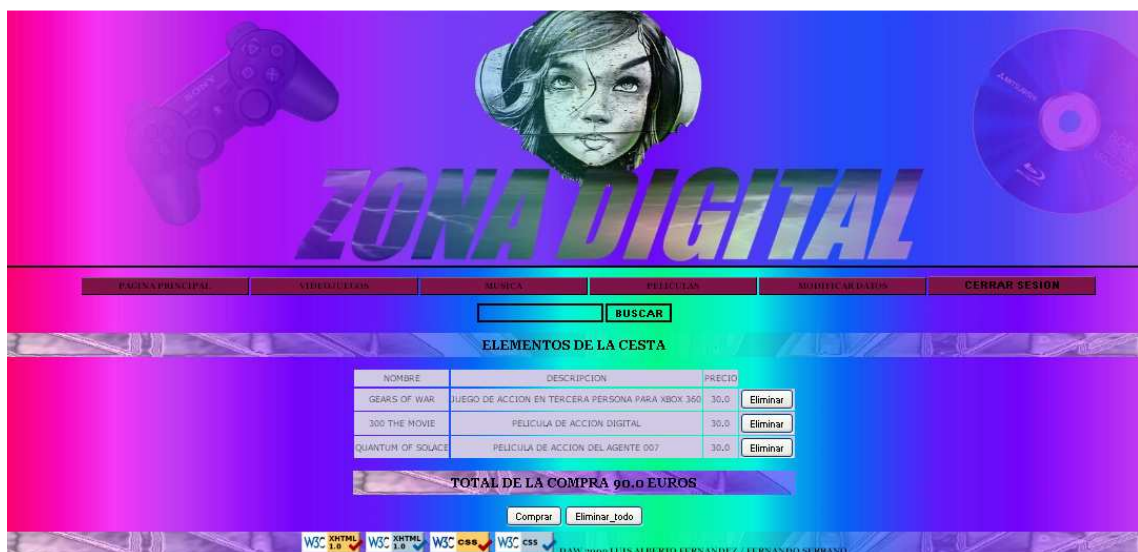 SONY
ZONA DIGITAL
PAGINA PRINCIPAL VIDEOJUEGOS MUSICA PELICULAS MODIFICAR DATOS CERRAR SESION
BUSCAR
ELEMENTOS DE LA CESTA
NOMBRE DESCRIPCION PRECIO
GEARS OF WAR JUEGO DE ACCION EN TERCERA PERSONA PARA XBOX 360 30.0 Eliminar
300 THE MOVIE PELICULA DE ACCION DIGITAL 30.0 Eliminar
QUANTUM OF SOLACE PELICULA DE ACCION DEL AGENTE 007 30.0 Eliminar
TOTAL DE LA COMPRA 90.0 EUROS
Comprar Eliminar_todo
W3C XHTML 1.0 W3C XHTML 1.0 W3C css W3C css DAW 2009 LUIS ALBERTO FERNANDEZ / FERNANDO SERRANO